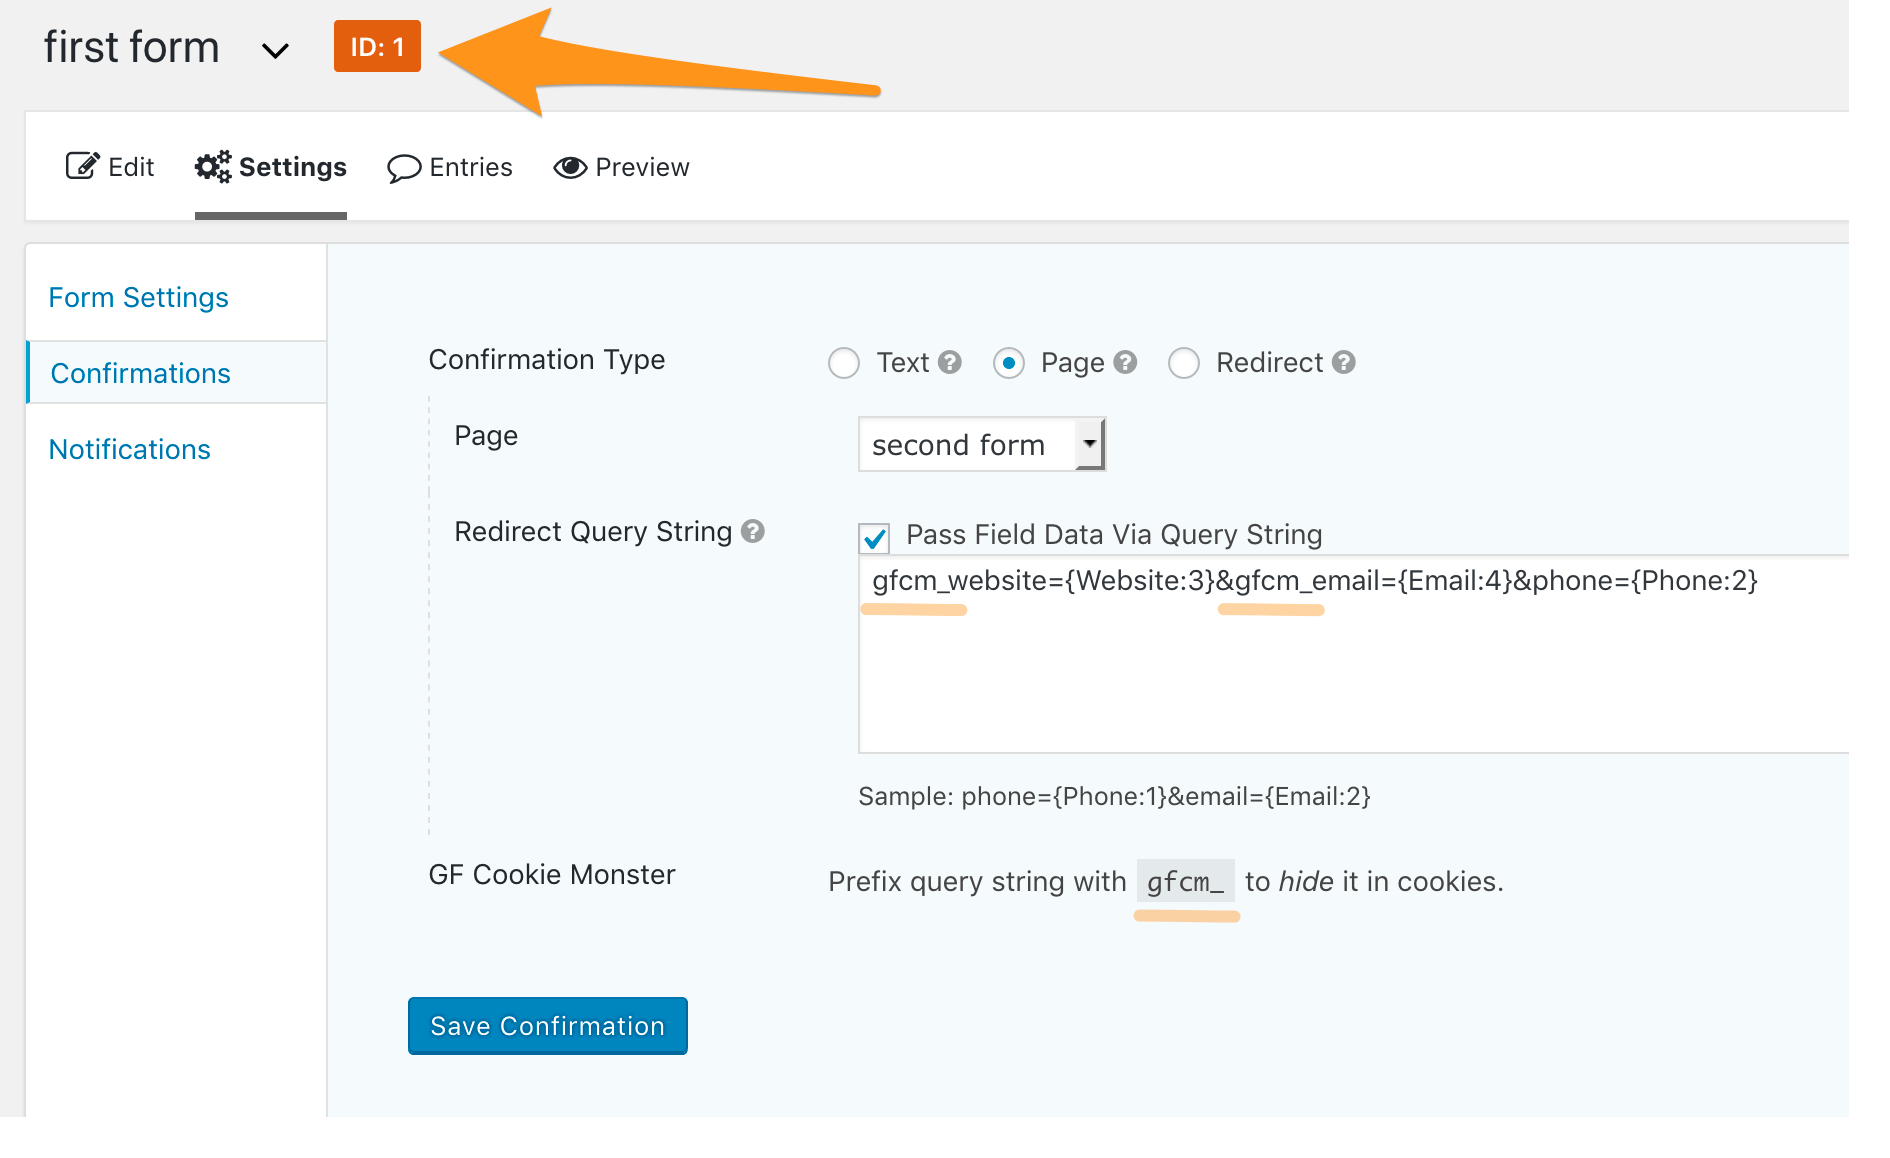 first form ID: 1
Edit Settings Entries Preview
Form Settings
Confirmations
Notifications
Confirmation Type Text ? Page ? Redirect ?
Page second form
Redirect Query String ? Pass Field Data Via Query String
gfcm_website={Website:3}&gfcm_email={Email:4}&phone={Phone:2}
Sample: phone={Phone:1}&email={Email:2}
GF Cookie Monster Prefix query string with gfcm_ to hide it in cookies.
Save Confirmation